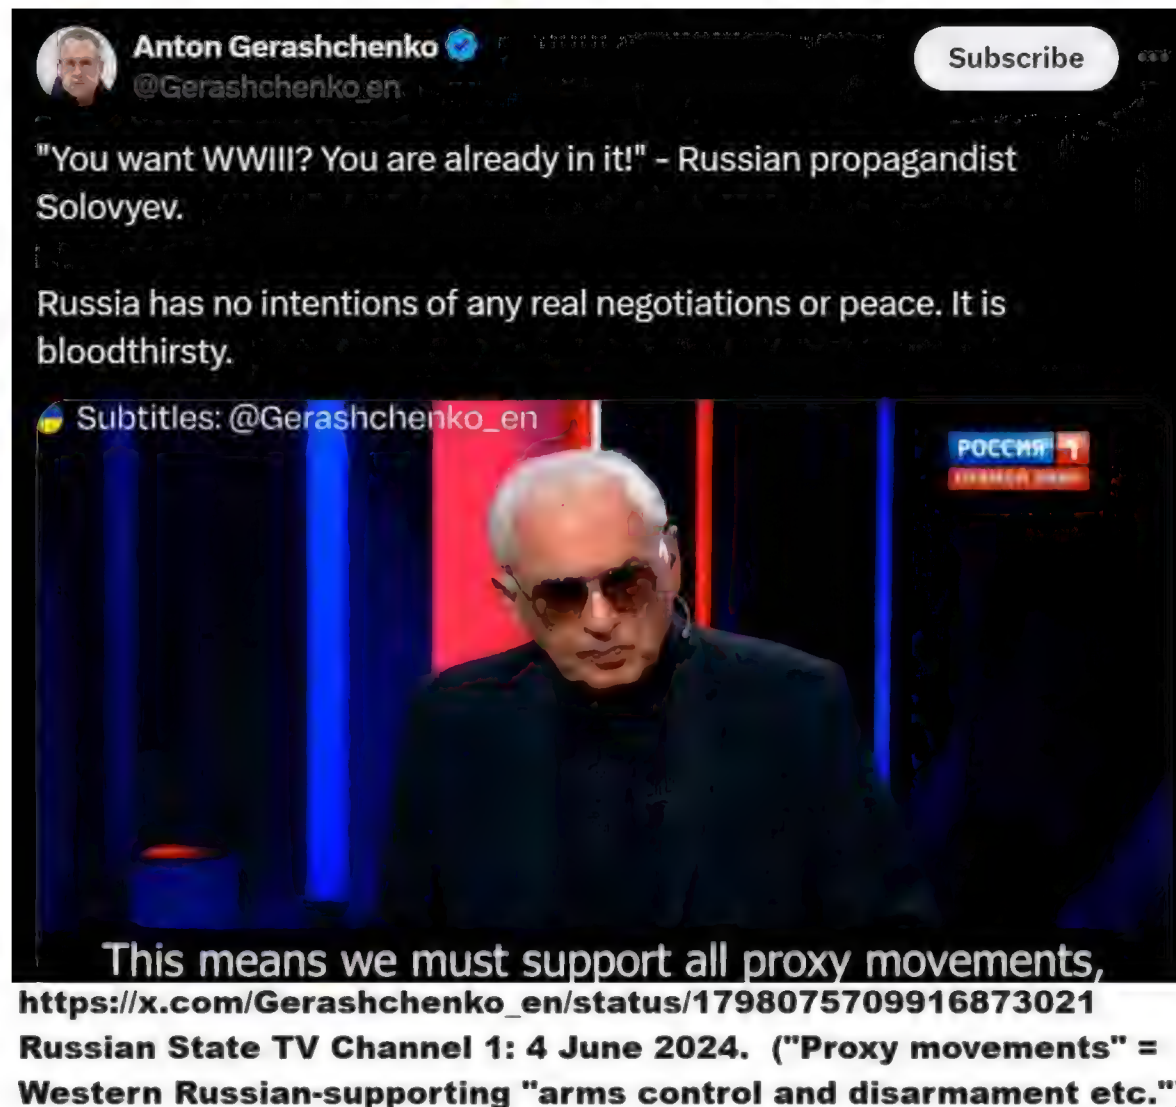 Anton Gerashchenko
Subscribe
@Gerashchenko_en
"You want WWIII? You are already in it!" - Russian propagandist
Solovyev.
Russia has no intentions of any real negotiations or peace. It is
bloodthirsty.
Subtitles: @Gerashchenko_en
РОССИЯ 1
This means we must support all proxy movements,
https://x.com/Gerashchenko_en/status/1798075709916873021
Russian State TV Channel 1: 4 June 2024. ("Proxy movements" =
Western Russian-supporting "arms control and disarmament etc."